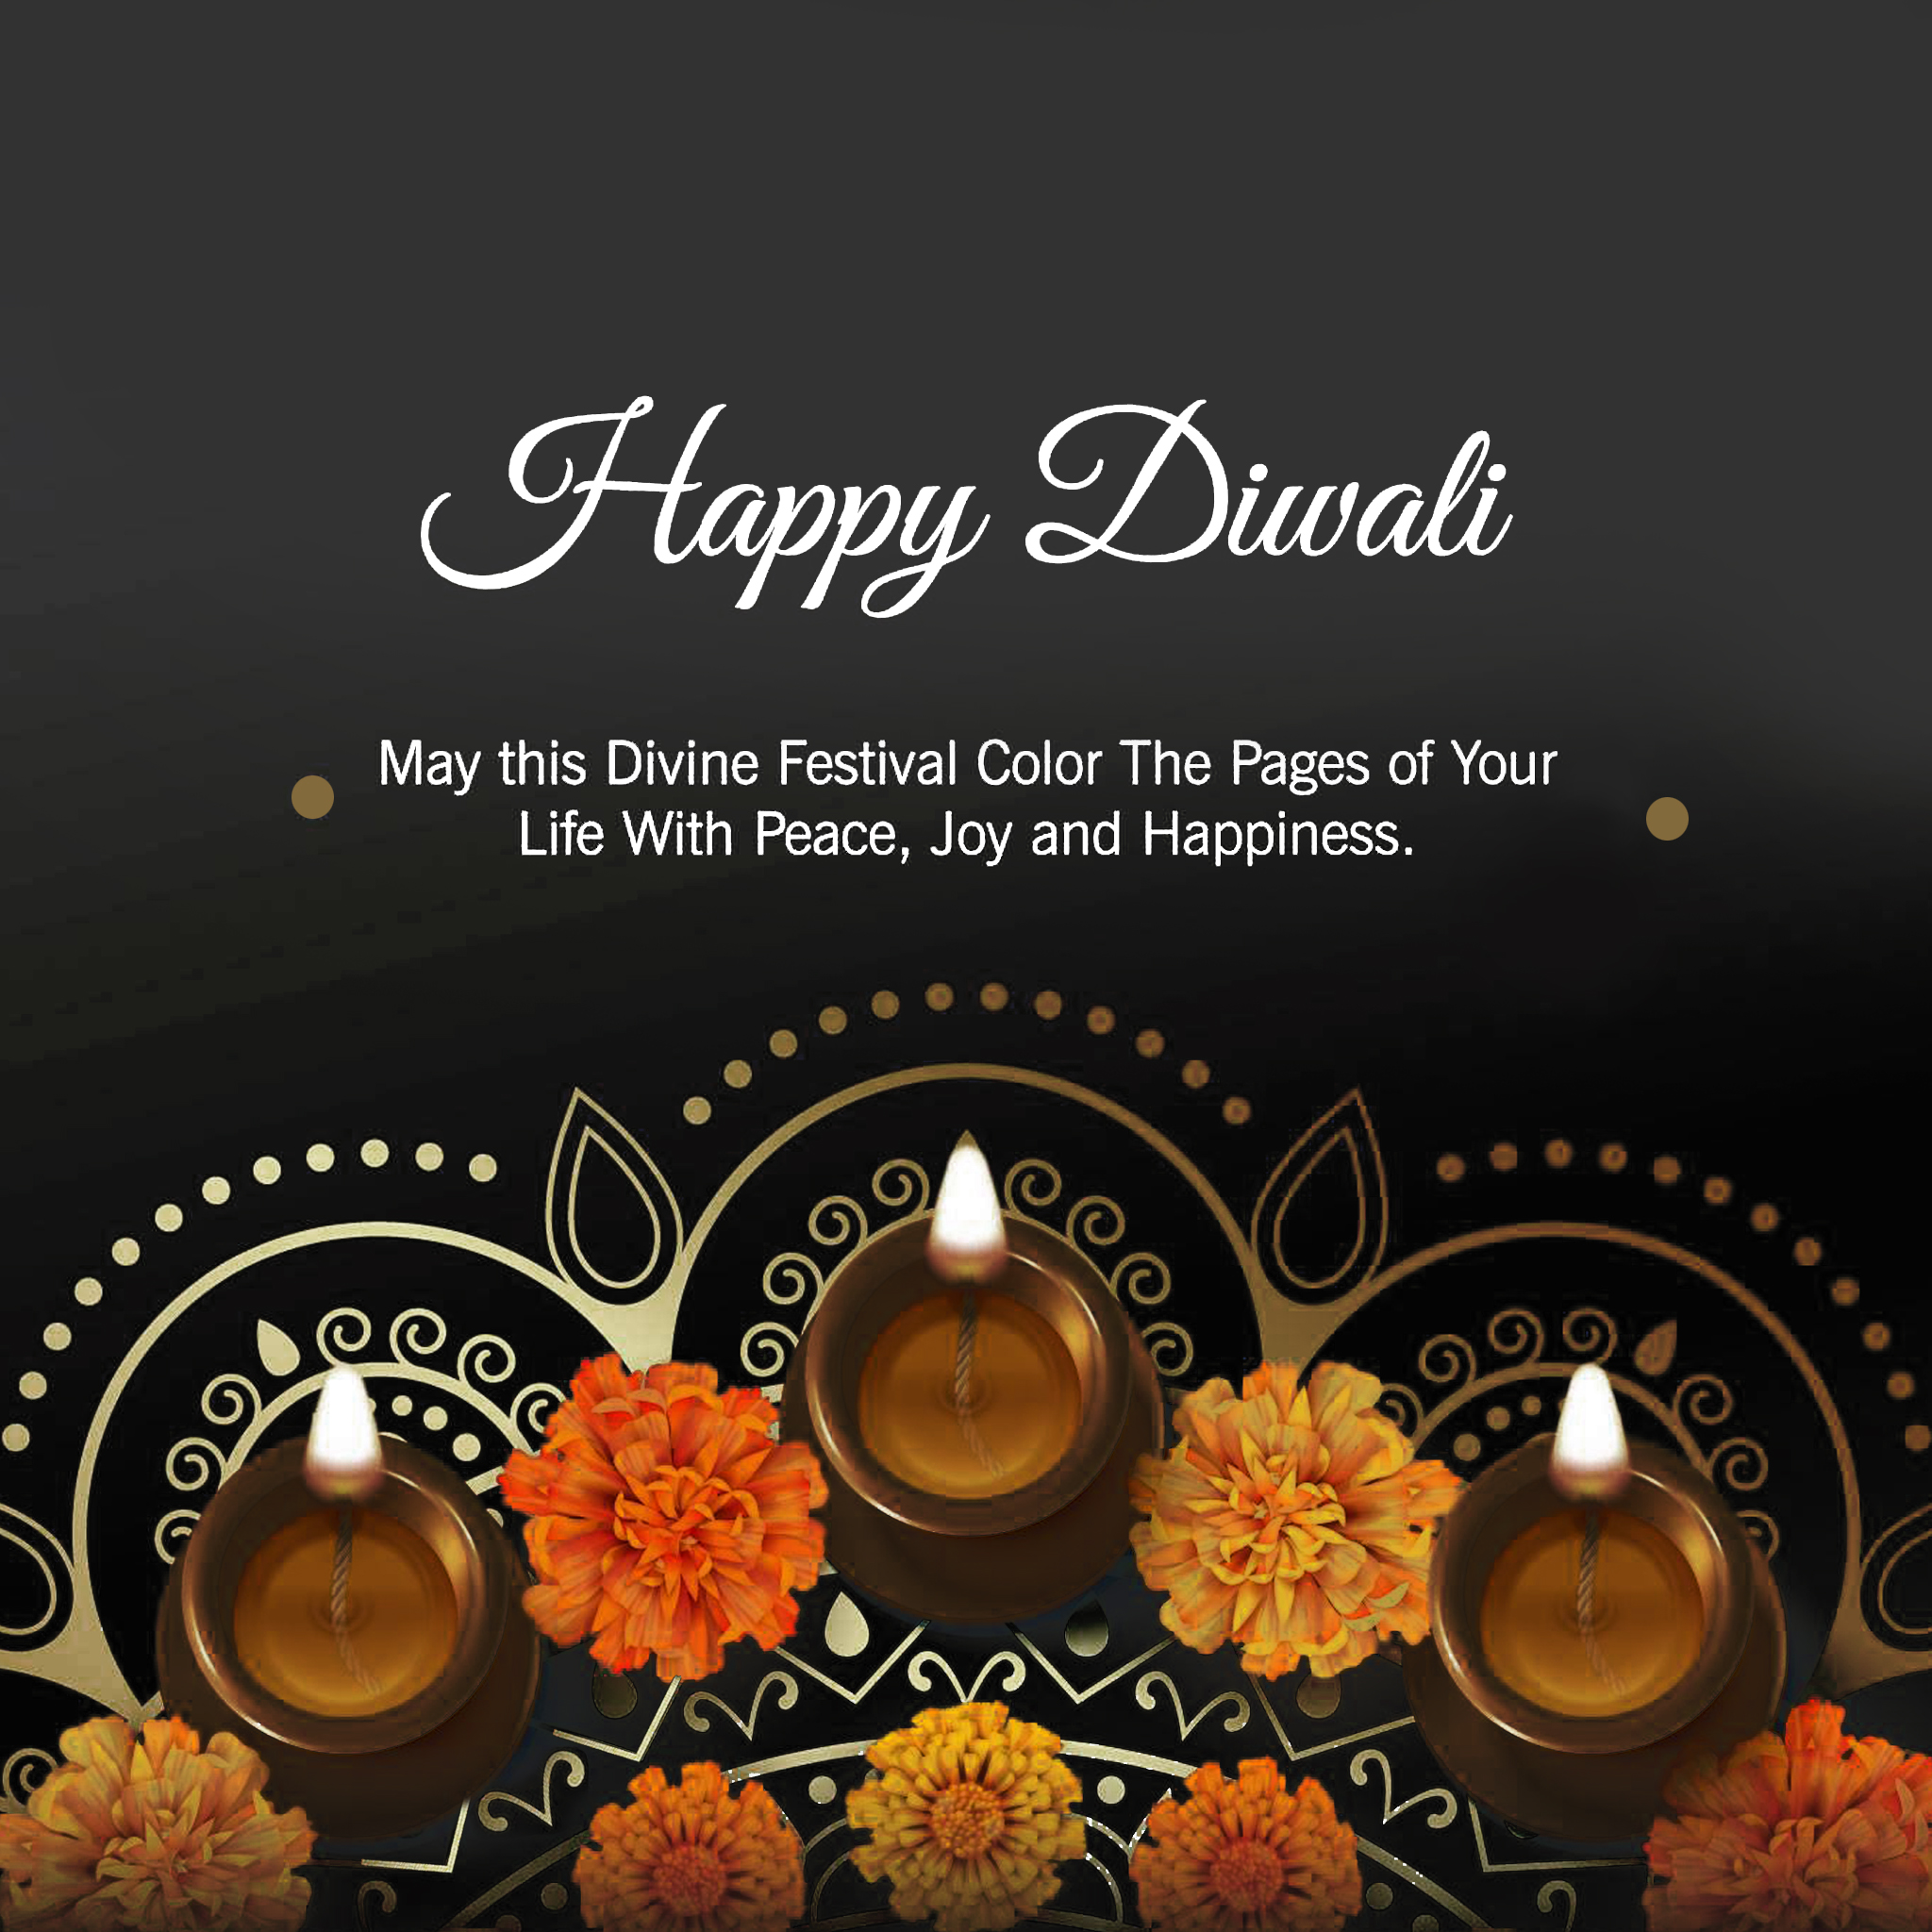 Happy Diwali
May this Divine Festival Color The Pages of Your
Life With Peace, Joy and Happiness.